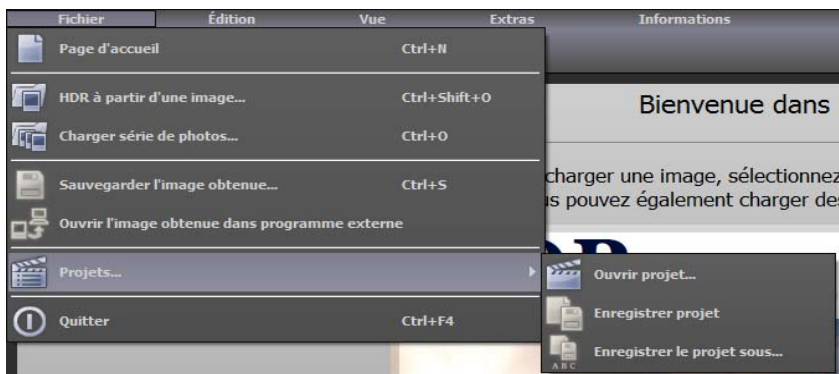 Fichier Édition Vue Extras Informations
Page d'accueil Ctrl+N
HDR à partir d'une image... Ctrl+Shift+O
Bienvenue dans
Charger série de photos... Ctrl+O
charger une image, sélectionnez
Sauvegarder l'image obtenue... Ctrl+S
us pouvez également charger des
Ouvrir l'image obtenue dans programme externe
Projets...
Ouvrir projet...
Enregistrer projet
Quitter Ctrl+F4
Enregistrer le projet sous...
ABC